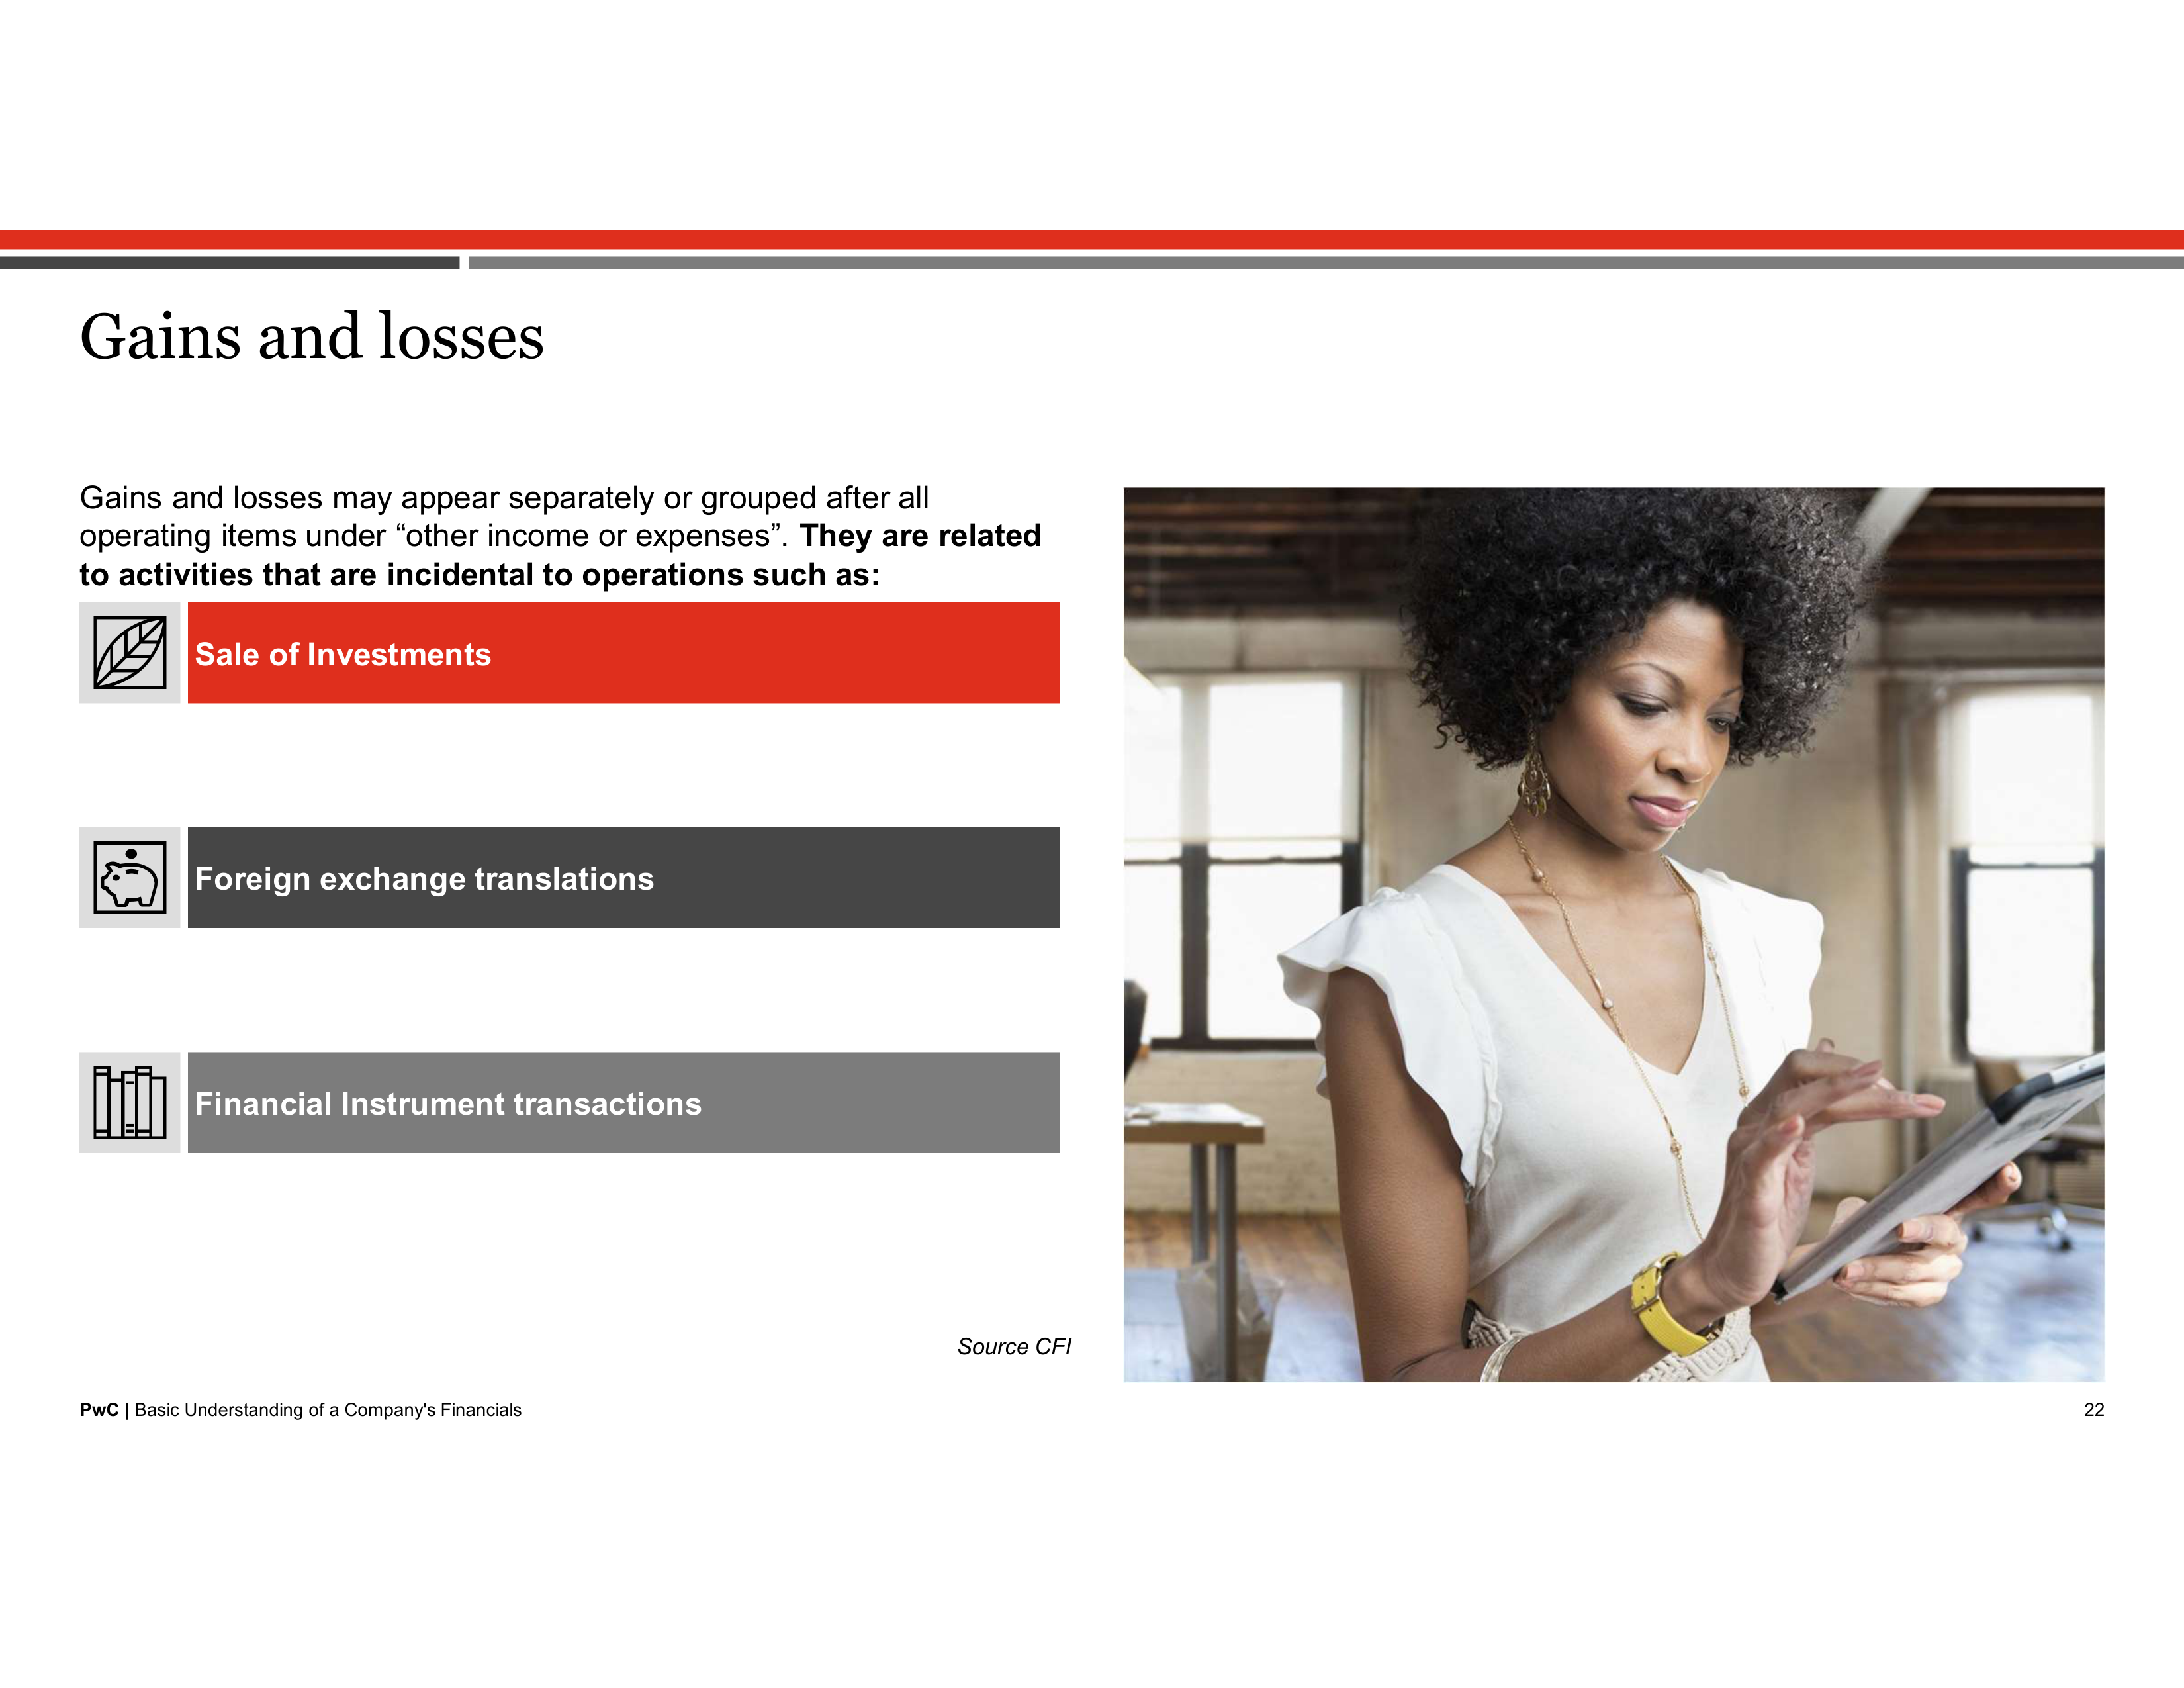 Gains and losses
Gains and losses may appear separately or grouped after all
operating items under “other income or expenses”. They are related
to activities that are incidental to operations such as:
Sale of Investments
Foreign exchange translations
Financial Instrument transactions
Source CFI
PwC | Basic Understanding of a Company's Financials
22